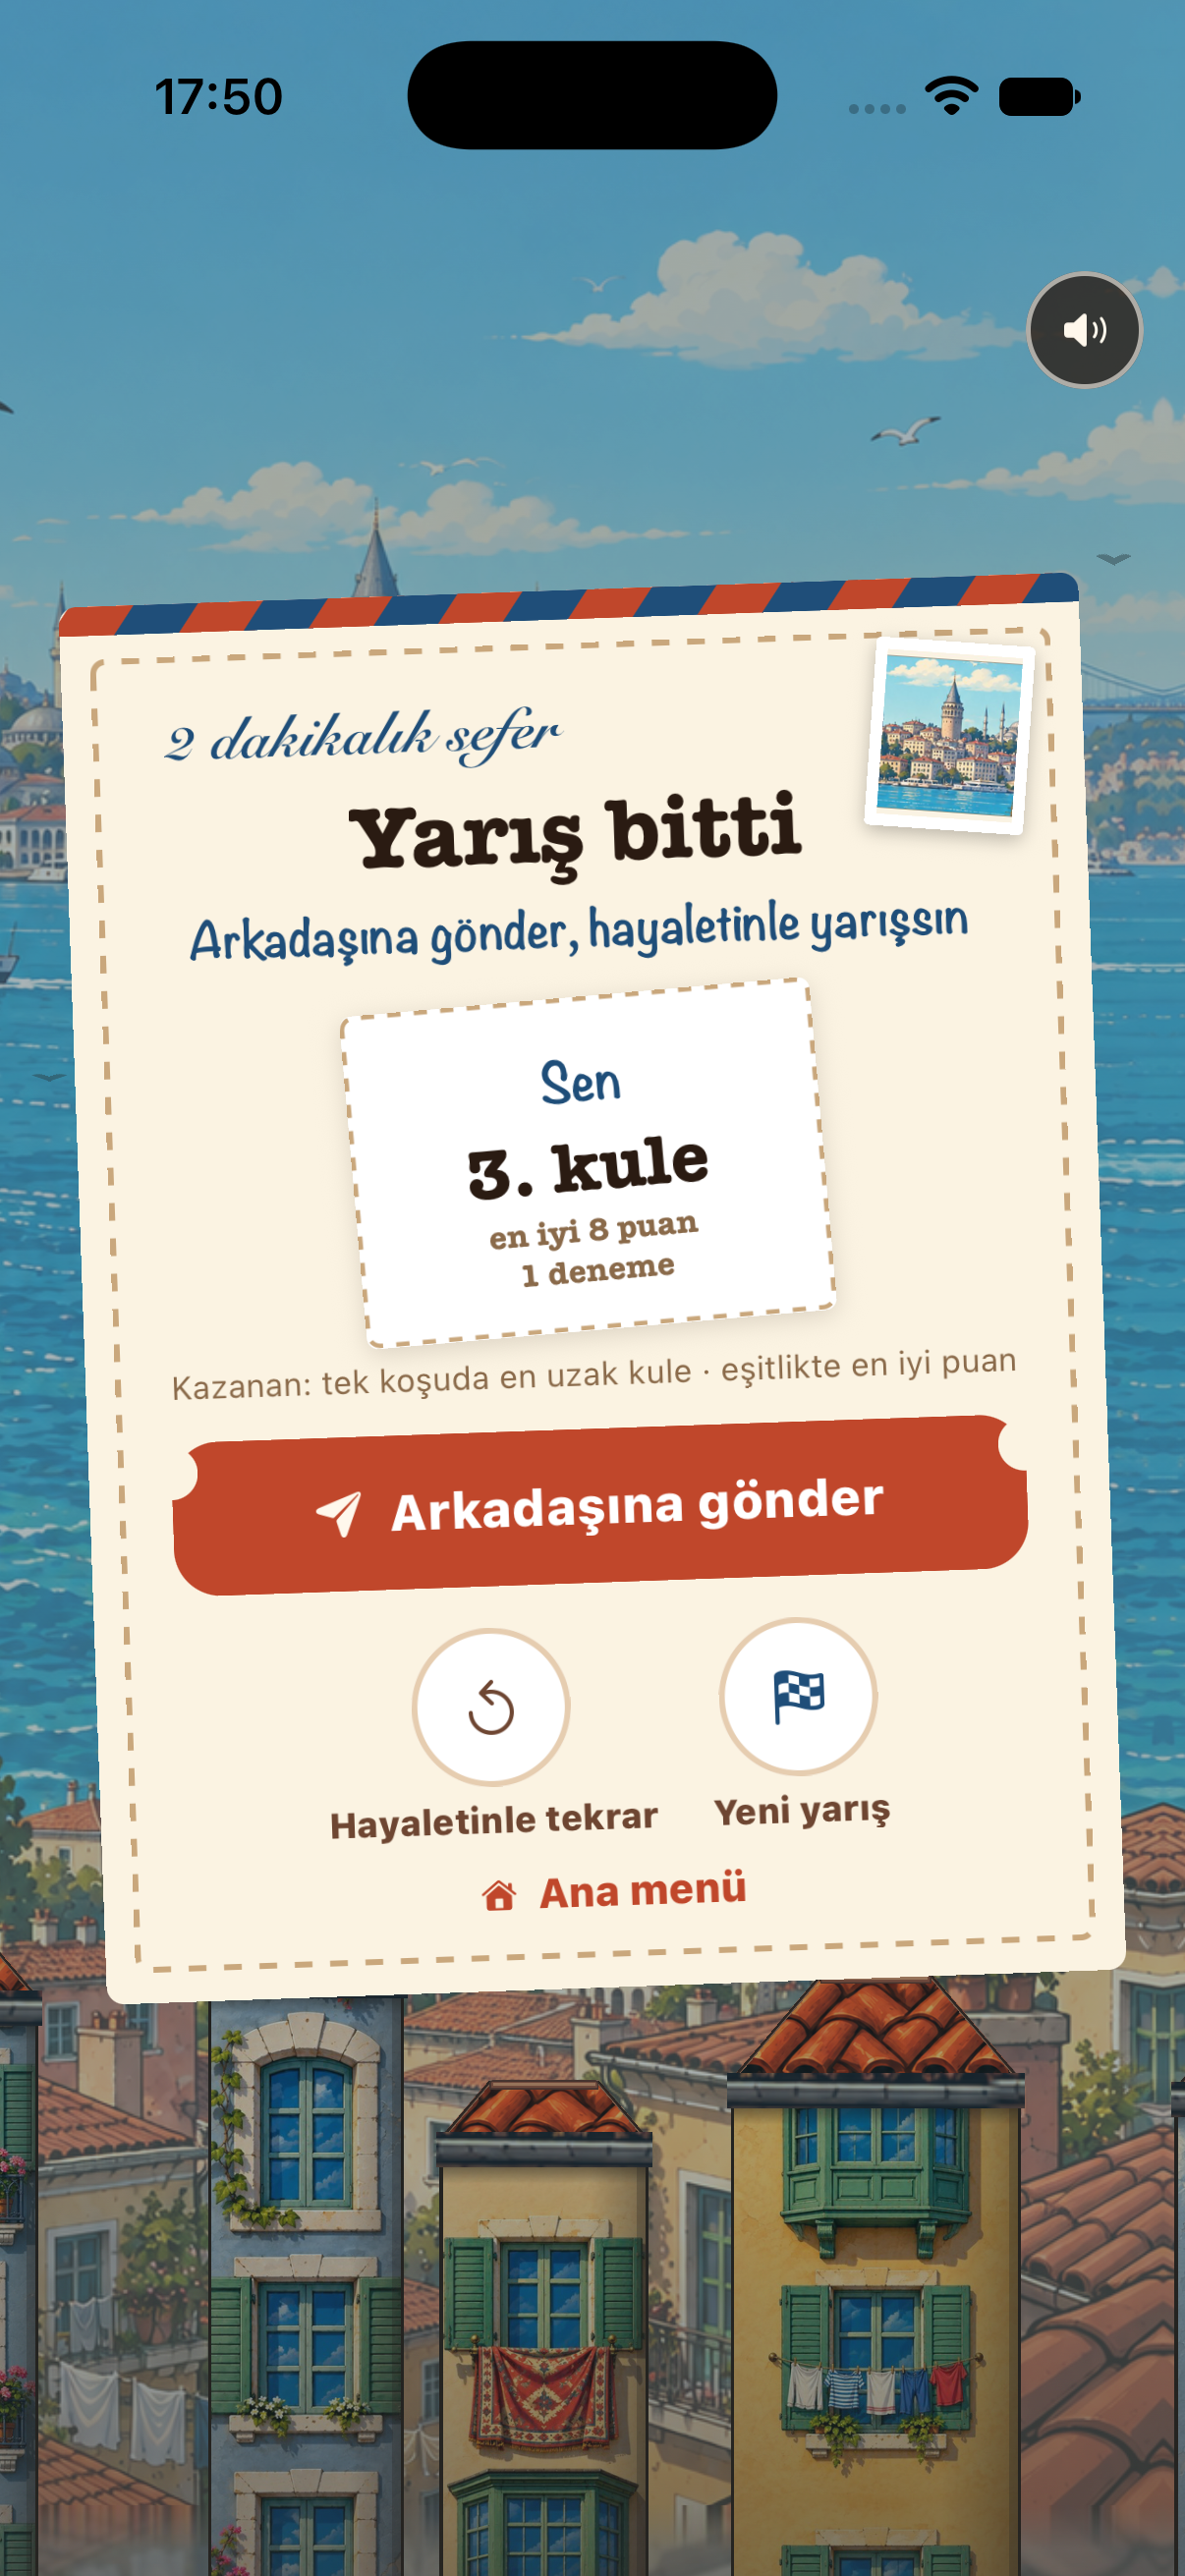 17:50
2 dakikalık sefer
Yarış bitti
Arkadaşına gönder, hayaletinle yarışsın
Sen
3. kule
en iyi 8 puan
1 deneme
Kazanan: tek koşuda en uzak kule · eşitlikte en iyi puan
Arkadaşına gönder
Hayaletinle tekrar
Yeni yarış
Ana menü